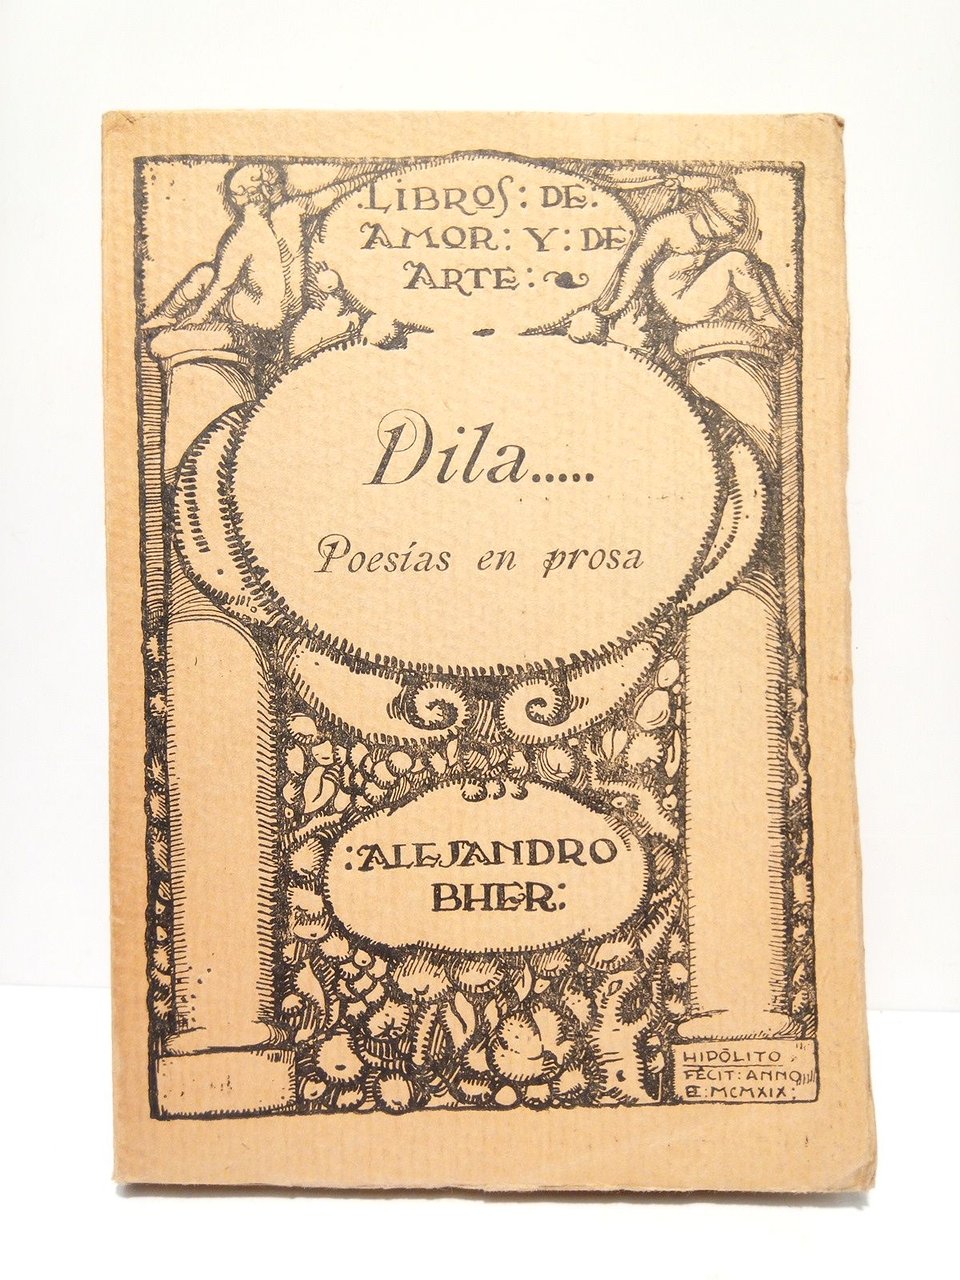 .LIBROS: DE.
AMOR: Y: DE
ARTE:
Dila.....
Poesías en prosa
:ALEJANDRO
BHER:
HIPÓLITO
FECIT: ANNO
MCMXIX: